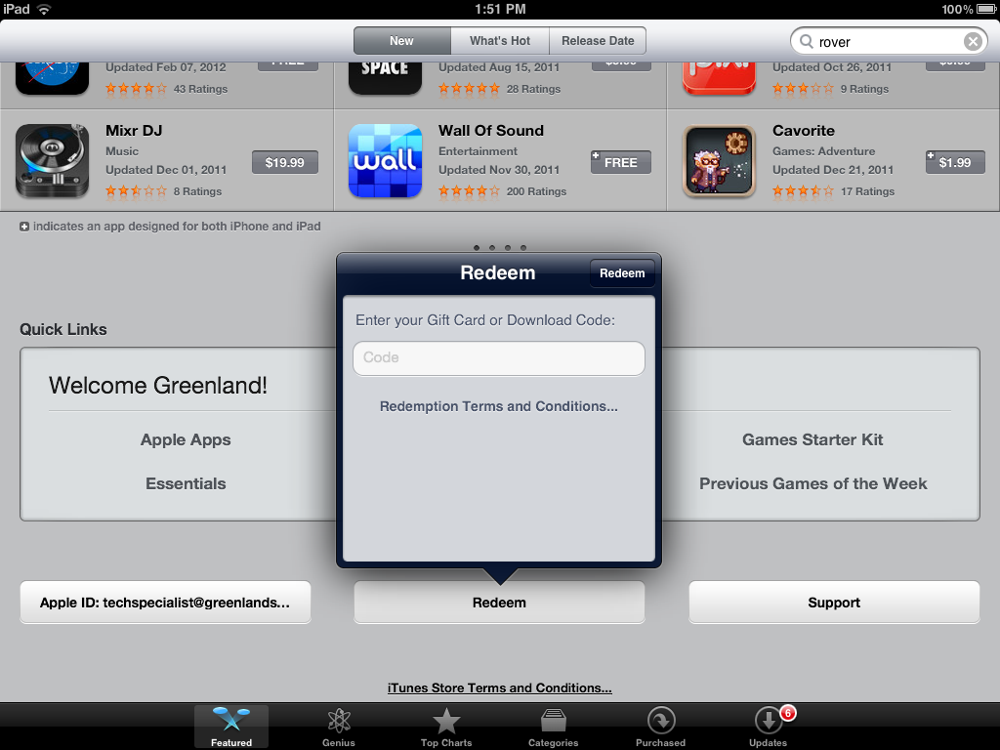 iPad 1:51 PM 100%
New What's Hot Release Date rover
Updated Feb 07, 2012 Updated Aug 15, 2011 Updated Oct 26, 2011
SPACE
43 Ratings 28 Ratings 9 Ratings
Mixr DJ Wall Of Sound Cavorite
Music Entertainment Games: Adventure
$19.99 wall FREE $1.99
Updated Dec 01, 2011 Updated Nov 30, 2011 Updated Dec 21, 2011
8 Ratings 200 Ratings 17 Ratings
indicates an app designed for both iPhone and iPad
Redeem Redeem
Enter your Gift Card or Download Code:
Code
Redemption Terms and Conditions...
Quick Links
Welcome Greenland!
Apple Apps Games Starter Kit
Essentials Previous Games of the Week
Apple ID: techspecialist@greenlands... Redeem Support
iTunes Store Terms and Conditions...
6
Featured Genius Top Charts Categories Purchased Updates